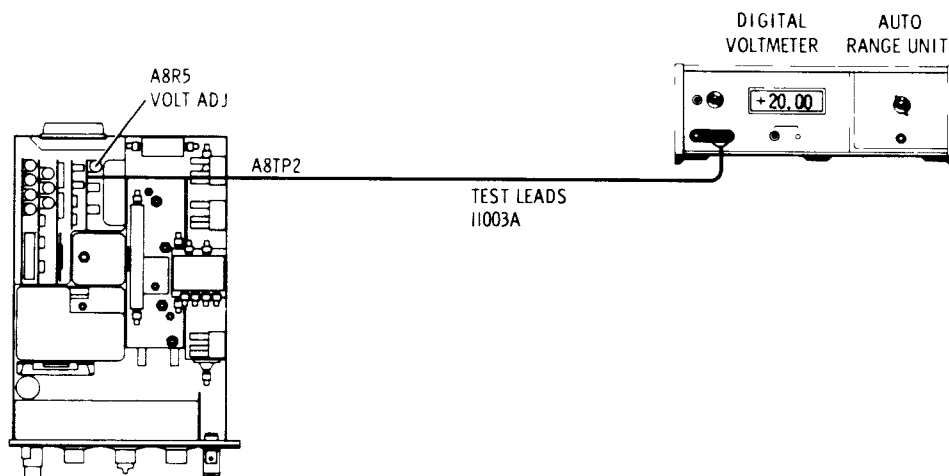 DIGITAL
VOLTMETER
AUTO
RANGE UNIT
A8R5
VOLT ADJ
+20.00
A8TP2
TEST LEADS
11003A